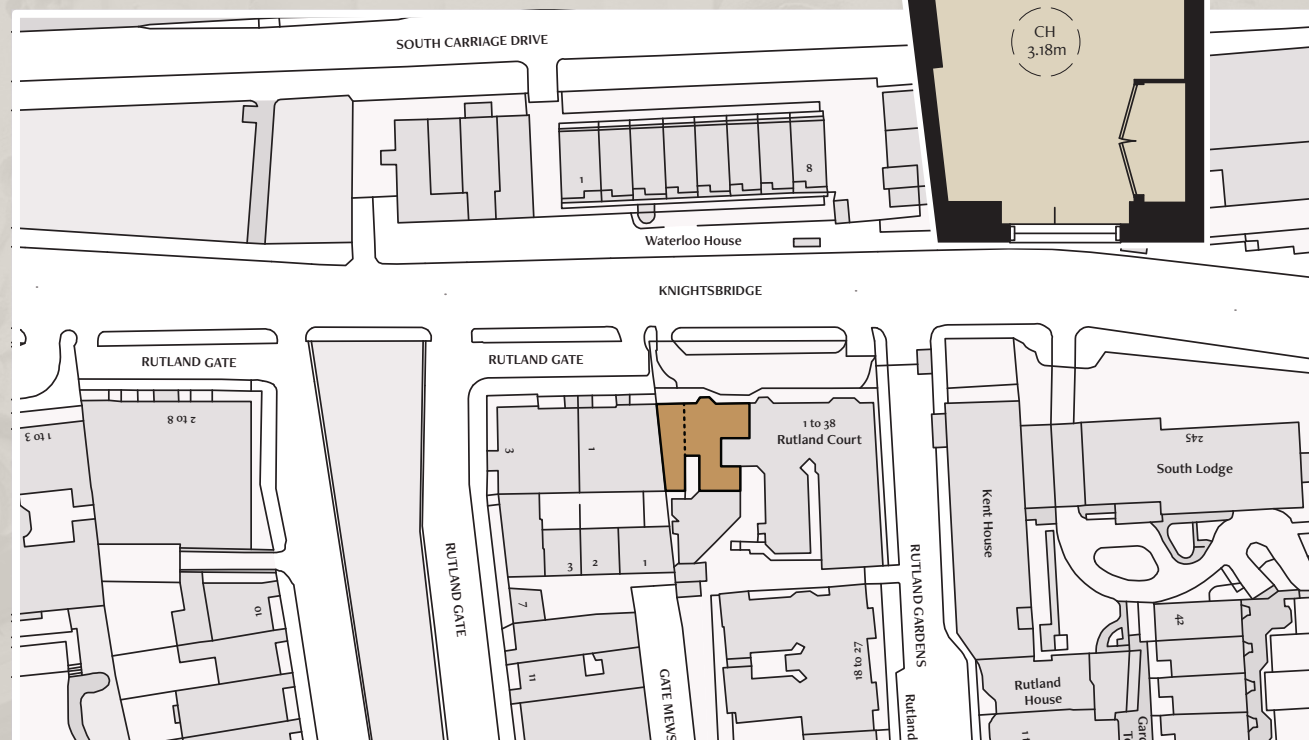 SOUTH CARRIAGE DRIVE
CH
3.18m
1
8
Waterloo House
KNIGHTSBRIDGE
RUTLAND GATE
RUTLAND GATE
1 to 3
2 to 8
3
1
1 to 38
Rutland Court
245
South Lodge
Kent House
RUTLAND GATE
3
2
1
RUTLAND GARDENS
7
10
11
18 to 27
42
GATE MEWS
Rutland
Rutland
House